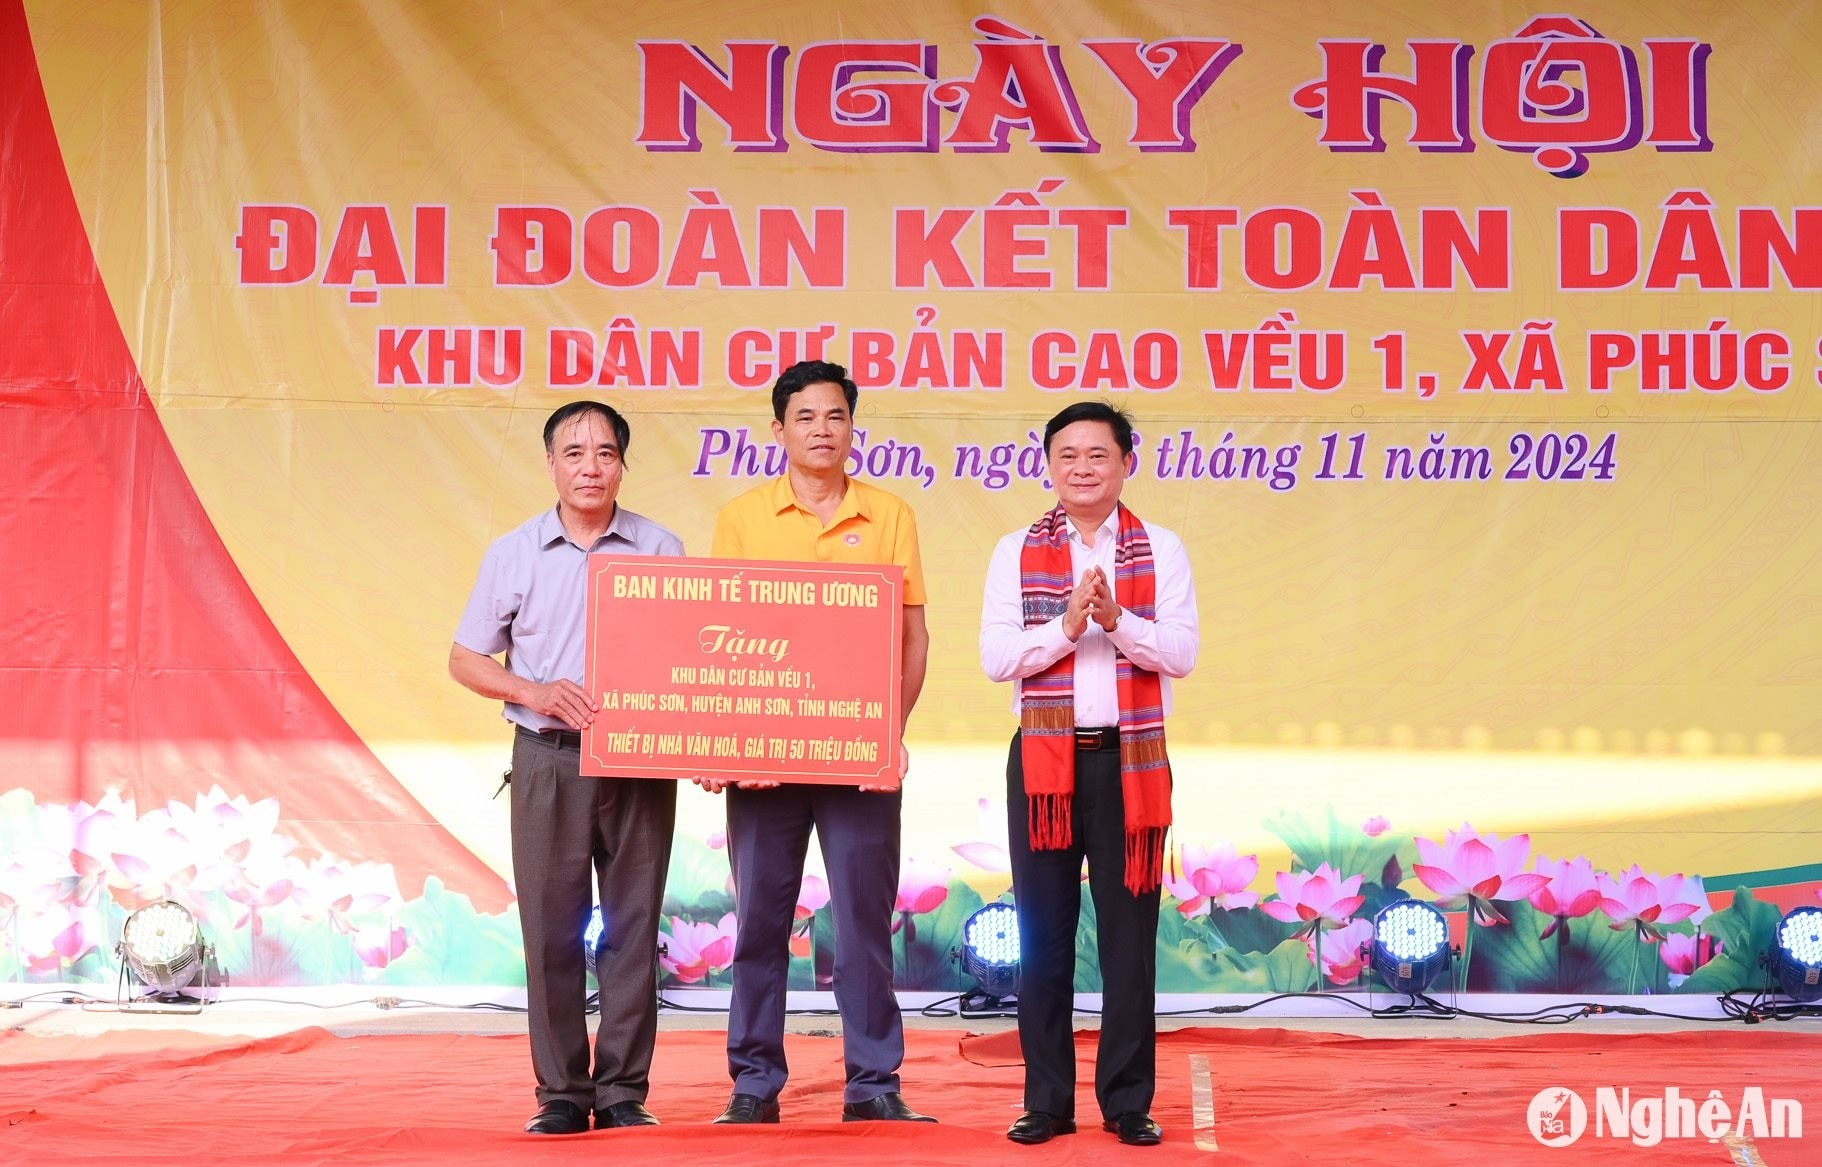 NGÀY HỘI
ĐẠI ĐOÀN KẾT TOÀN DÂN
KHU DÂN CƯ BẢN CAO VỀU 1, XÃ PHÚC
Sơn, tháng 11 năm 2024
BAN KINH TẾ TRUNG ƯƠNG
Tặng
KHU DÂN CƯ BẢN VỀU 1,
XÃ PHÚC SƠN, HUYỆN ANH SƠN, TỈNH NGHỆ AN
THIẾT BỊ NHÀ VĂN HOÁ, GIÁ TRỊ 50 TRIỆU ĐỒNG
Báo NA NghệAn